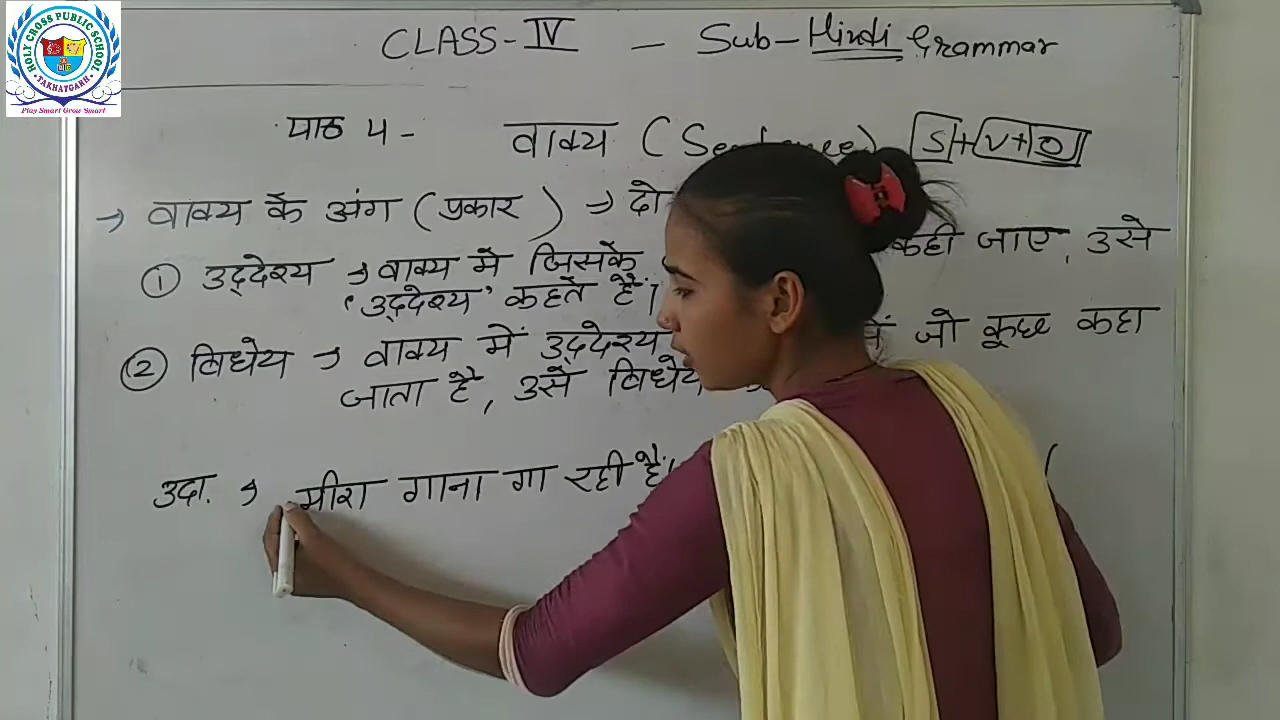 HOLY CROSS PUBLIC SCHOOL
TAKHATGARH
Play Smart Grow Smart
CLASS-IV - Sub-Hindi Grammar
पाठ 4 - वाक्य (Sentence) S+V+O
→ वाक्य के अंग (प्रकार) → दो
① उद्देश्य → वाक्य में जिसके कही जाए, उसे
'उद्देश्य' कहते हैं।
② विधेय → वाक्य में उद्देश्य में जो कुछ कहा
जाता है, उसे विधेय
उदा. → मीरा गाना गा रही हैं।